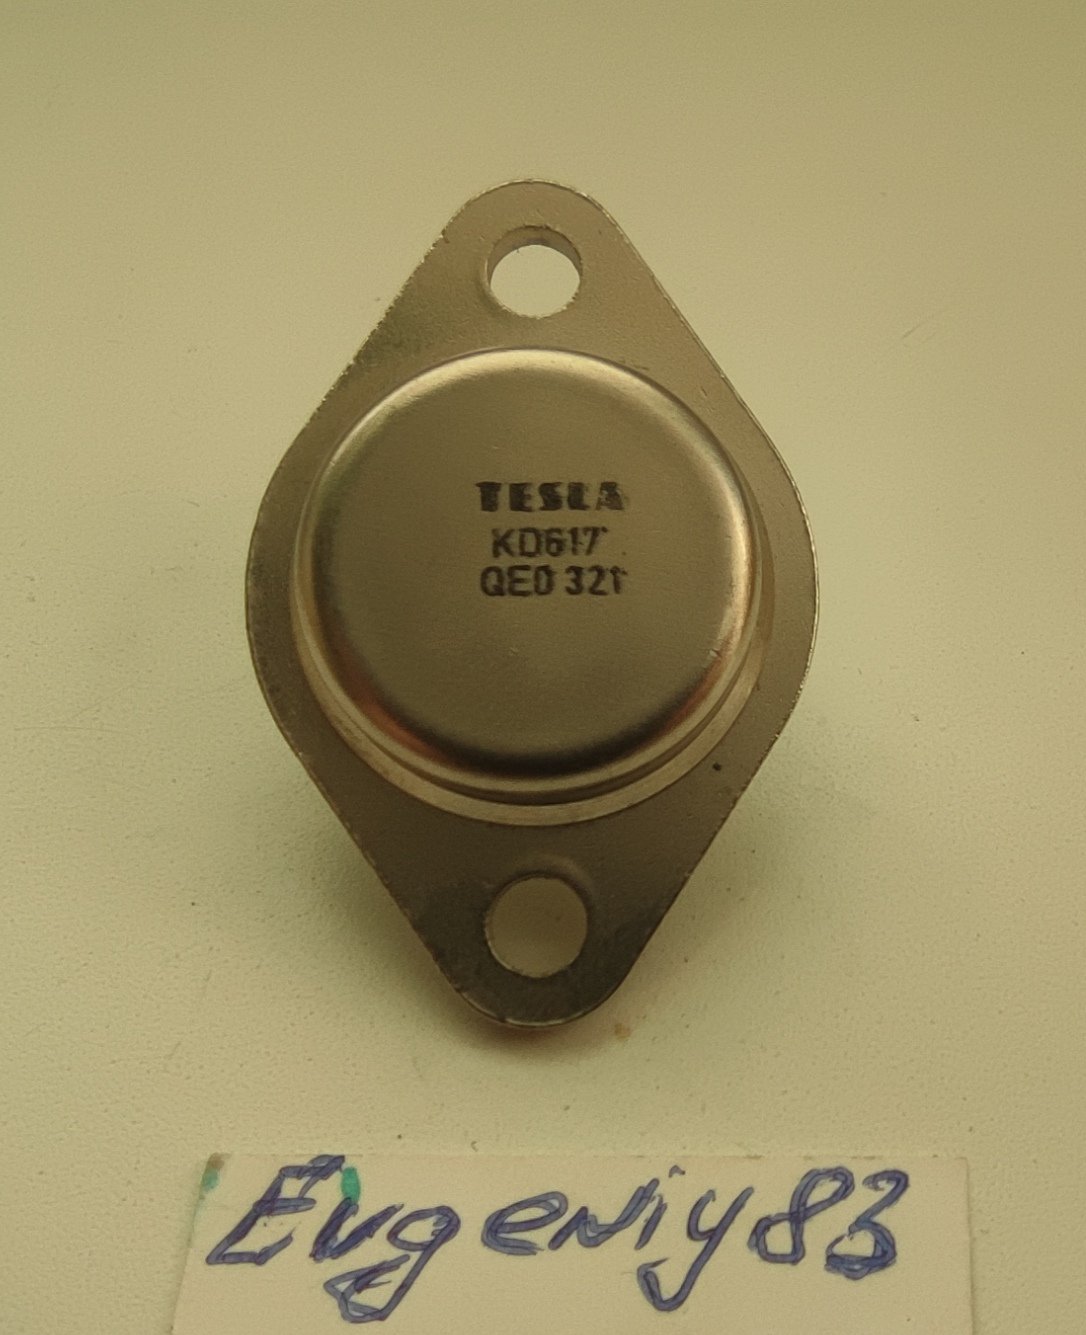 TESLA
KD617
QE0 321
Evgeniy83